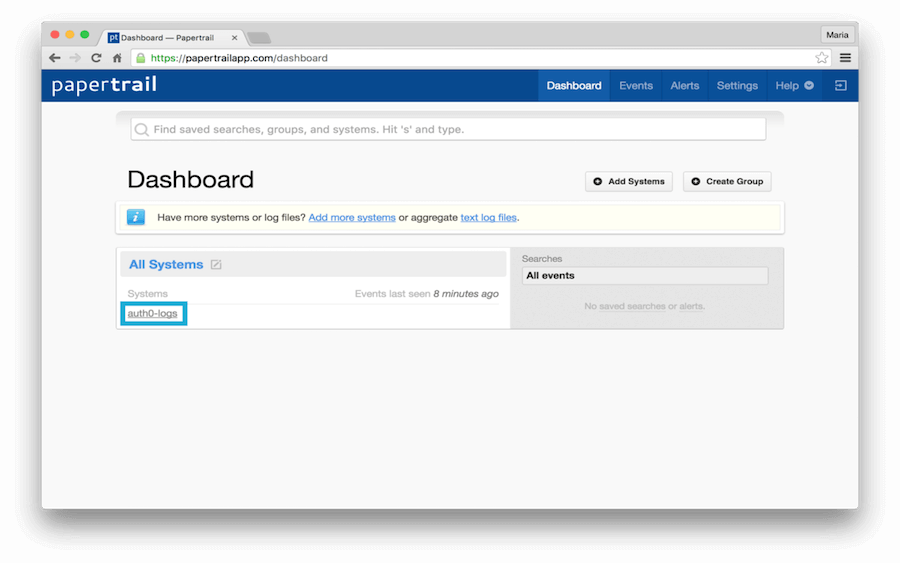 Dashboard — Papertrail
Maria
https://papertrailapp.com/dashboard
papertrail
Dashboard Events Alerts Settings Help
Find saved searches, groups, and systems. Hit 's' and type.
Dashboard
Add Systems Create Group
Have more systems or log files? Add more systems or aggregate text log files.
All Systems
Systems Events last seen 8 minutes ago
auth0-logs
Searches
All events
No saved searches or alerts.